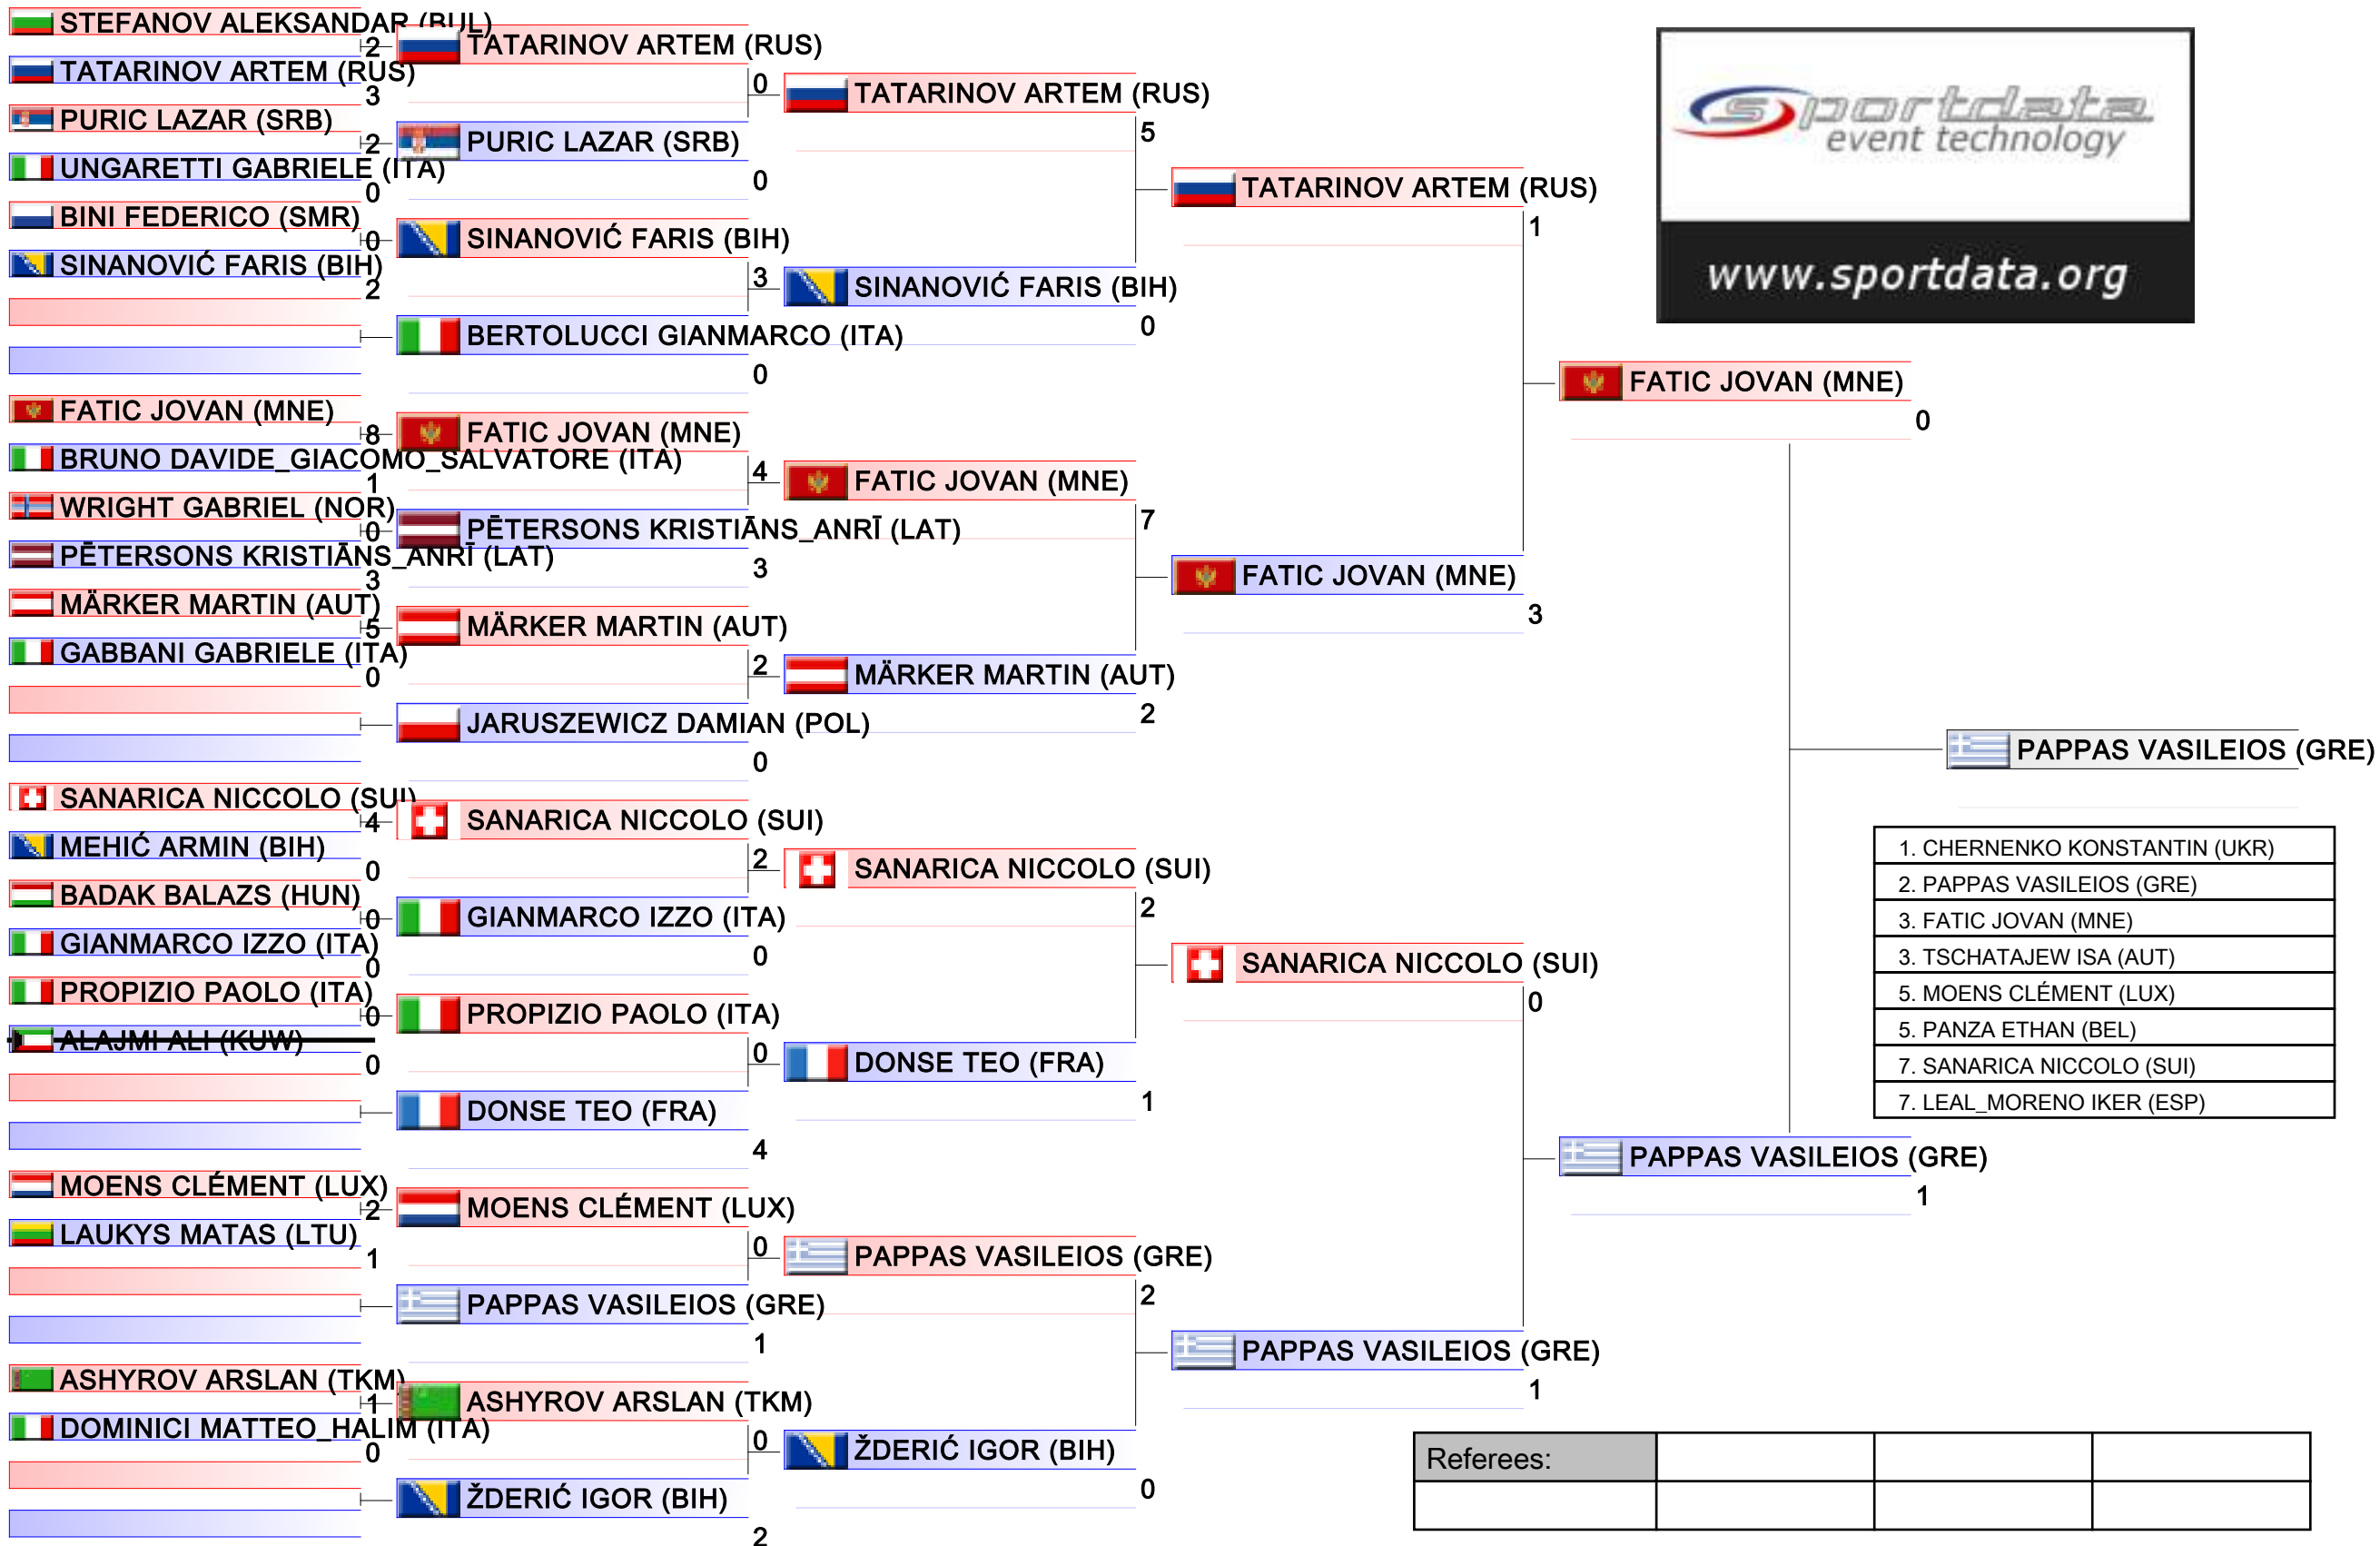 STEFANOV ALEKSANDAR (BUL)
2
TATARINOV ARTEM (RUS)
3
PURIC LAZAR (SRB)
2
UNGARETTI GABRIELE (ITA)
0
BINI FEDERICO (SMR)
0
SINANOVIĆ FARIS (BIH)
2
FATIC JOVAN (MNE)
8
BRUNO DAVIDE_GIACOMO_SALVATORE (ITA)
1
WRIGHT GABRIEL (NOR)
0
PĒTERSONS KRISTIĀNS_ANRĪ (LAT)
3
MÄRKER MARTIN (AUT)
5
GABBANI GABRIELE (ITA)
0
SANARICA NICCOLO (SUI)
4
MEHIĆ ARMIN (BIH)
0
BADAK BALAZS (HUN)
0
GIANMARCO IZZO (ITA)
0
PROPIZIO PAOLO (ITA)
0
ALAJMI ALI (KUW)
0
MOENS CLÉMENT (LUX)
2
LAUKYS MATAS (LTU)
1
ASHYROV ARSLAN (TKM)
1
DOMINICI MATTEO_HALIM (ITA)
0
TATARINOV ARTEM (RUS)
0
PURIC LAZAR (SRB)
0
SINANOVIĆ FARIS (BIH)
3
BERTOLUCCI GIANMARCO (ITA)
0
FATIC JOVAN (MNE)
4
PĒTERSONS KRISTIĀNS_ANRĪ (LAT)
3
MÄRKER MARTIN (AUT)
2
JARUSZEWICZ DAMIAN (POL)
0
SANARICA NICCOLO (SUI)
2
GIANMARCO IZZO (ITA)
0
PROPIZIO PAOLO (ITA)
0
DONSE TEO (FRA)
4
MOENS CLÉMENT (LUX)
0
PAPPAS VASILEIOS (GRE)
1
ASHYROV ARSLAN (TKM)
0
ŽDERIĆ IGOR (BIH)
2
TATARINOV ARTEM (RUS)
5
SINANOVIĆ FARIS (BIH)
0
FATIC JOVAN (MNE)
7
MÄRKER MARTIN (AUT)
2
SANARICA NICCOLO (SUI)
2
DONSE TEO (FRA)
1
PAPPAS VASILEIOS (GRE)
2
ŽDERIĆ IGOR (BIH)
0
TATARINOV ARTEM (RUS)
1
FATIC JOVAN (MNE)
3
SANARICA NICCOLO (SUI)
0
PAPPAS VASILEIOS (GRE)
1
FATIC JOVAN (MNE)
0
PAPPAS VASILEIOS (GRE)
1
PAPPAS VASILEIOS (GRE)
sportdata
event technology
www.sportdata.org
1. CHERNENKO KONSTANTIN (UKR)
2. PAPPAS VASILEIOS (GRE)
3. FATIC JOVAN (MNE)
3. TSCHATAJEW ISA (AUT)
5. MOENS CLÉMENT (LUX)
5. PANZA ETHAN (BEL)
7. SANARICA NICCOLO (SUI)
7. LEAL_MORENO IKER (ESP)
Referees: